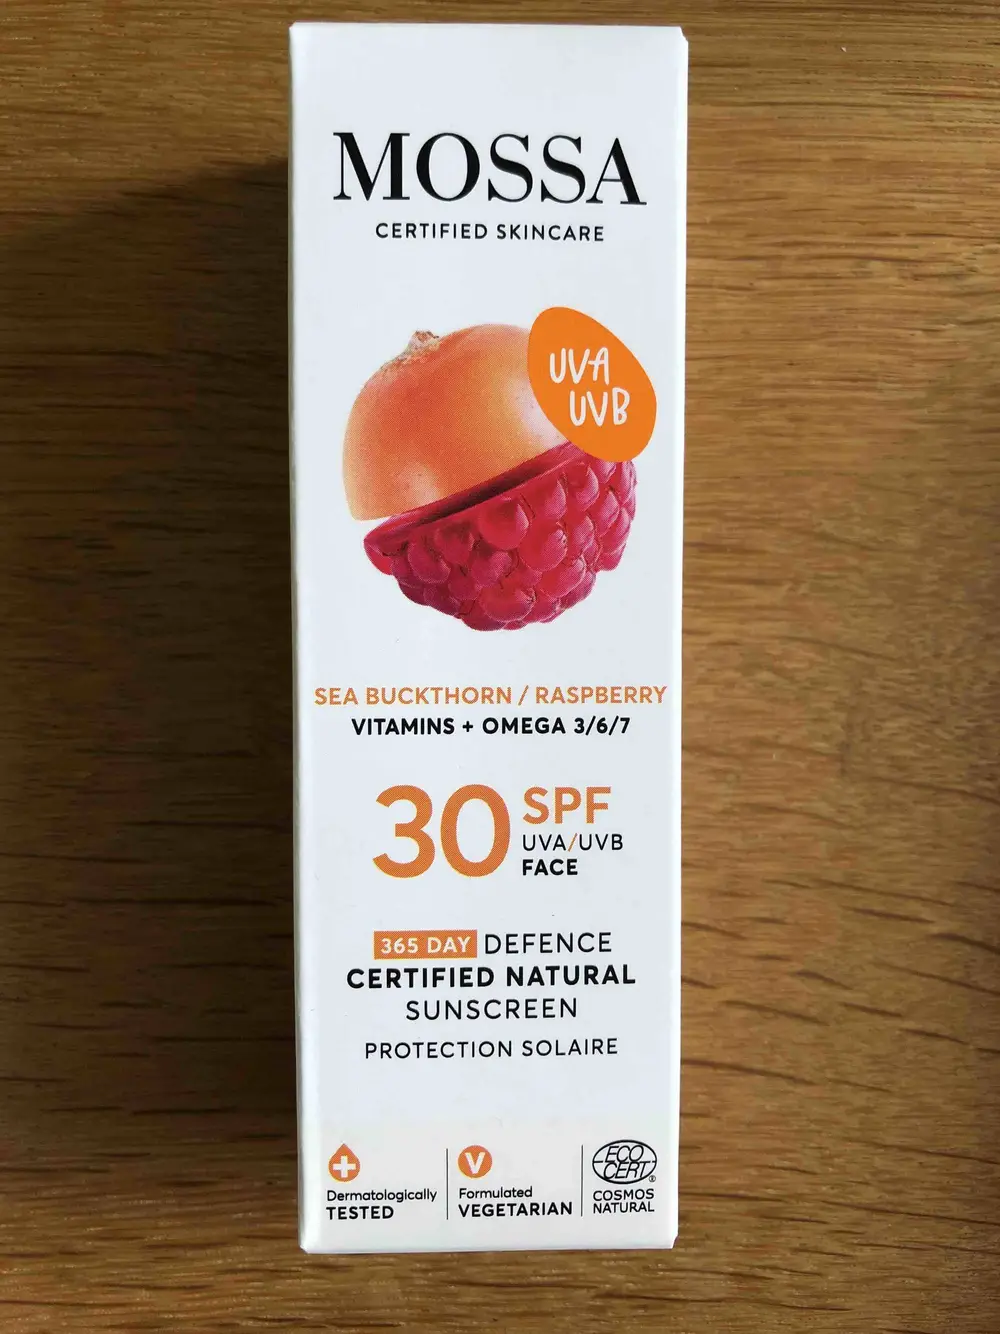 MOSSA
CERTIFIED SKINCARE
UVA
UVB
SEA BUCKTHORN / RASPBERRY
VITAMINS + OMEGA 3/6/7
30 SPF
UVA/UVB
FACE
365 DAY DEFENCE
CERTIFIED NATURAL
SUNSCREEN
PROTECTION SOLAIRE
Dermatologically
TESTED
V
Formulated
VEGETARIAN
ECO
CERT®
COSMOS
NATURAL